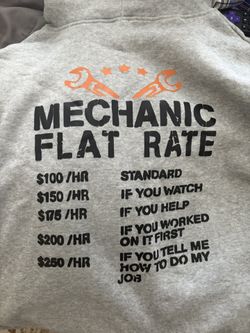 MECHANIC
FLAT RATE
$100 /HR STANDARD
$150 /HR IF YOU WATCH
$175 /HR IF YOU HELP
$200 /HR IF YOU WORKED
ON IT FIRST
$250 /HR IF YOU TELL ME
HOW TO DO MY
JOB